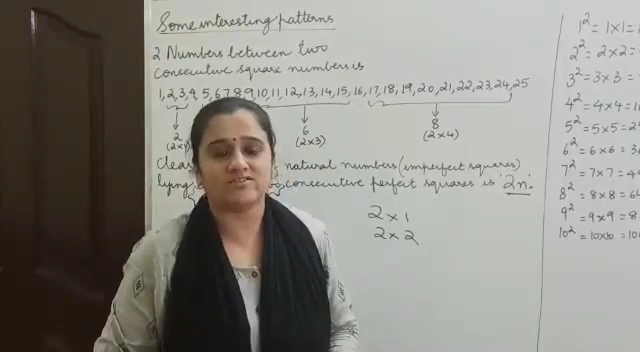 Some interesting patterns
2 Numbers between two
consecutive square numbers is
1,2,3,4,5,6,7,8,9,10,11,12,13,14,15,16,17,18,19,20,21,22,23,24,25
2 6 8
(2×1) (2×3) (2×4)
natural numbers (imperfect squares)
lying consecutive perfect squares is '2n'.
2×1
2×2
1² = 1×1 =
2² = 2×2 =
3² = 3×3 =
4² = 4×4 =
5² = 5×5 =
6² = 6×6 =
7² = 7×7 =
8² = 8×8 =
9² = 9×9 =
10² = 10×10 =